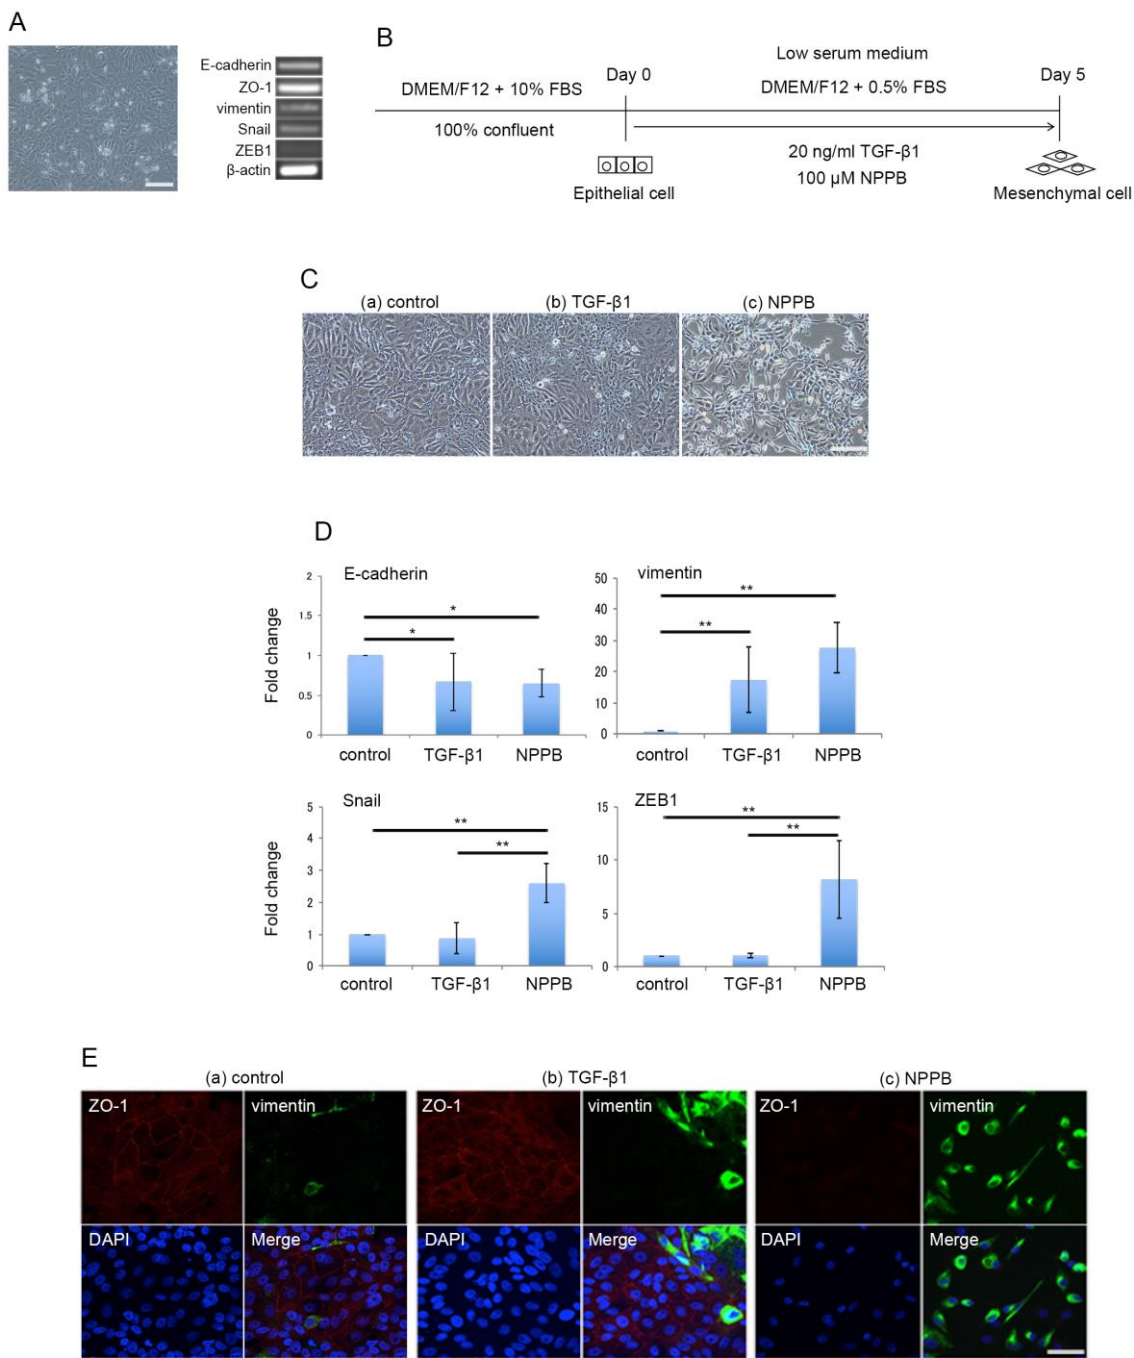 A
E-cadherin
ZO-1
vimentin
Snail
ZEB1
β-actin
B
Low serum medium
Day 0
Day 5
DMEM/F12 + 10% FBS
DMEM/F12 + 0.5% FBS
100% confluent
20 ng/ml TGF-β1
100 µM NPPB
Epithelial cell
Mesenchymal cell
C
(a) control
(b) TGF-β1
(c) NPPB
D
E-cadherin
Fold change
2
1.5
1
0.5
0
*
*
control
TGF-β1
NPPB
vimentin
50
40
30
20
10
0
**
**
control
TGF-β1
NPPB
Snail
Fold change
5
4
3
2
1
0
**
**
control
TGF-β1
NPPB
ZEB1
15
10
5
0
**
**
control
TGF-β1
NPPB
E
(a) control
(b) TGF-β1
(c) NPPB
ZO-1
vimentin
ZO-1
vimentin
ZO-1
vimentin
DAPI
Merge
DAPI
Merge
DAPI
Merge